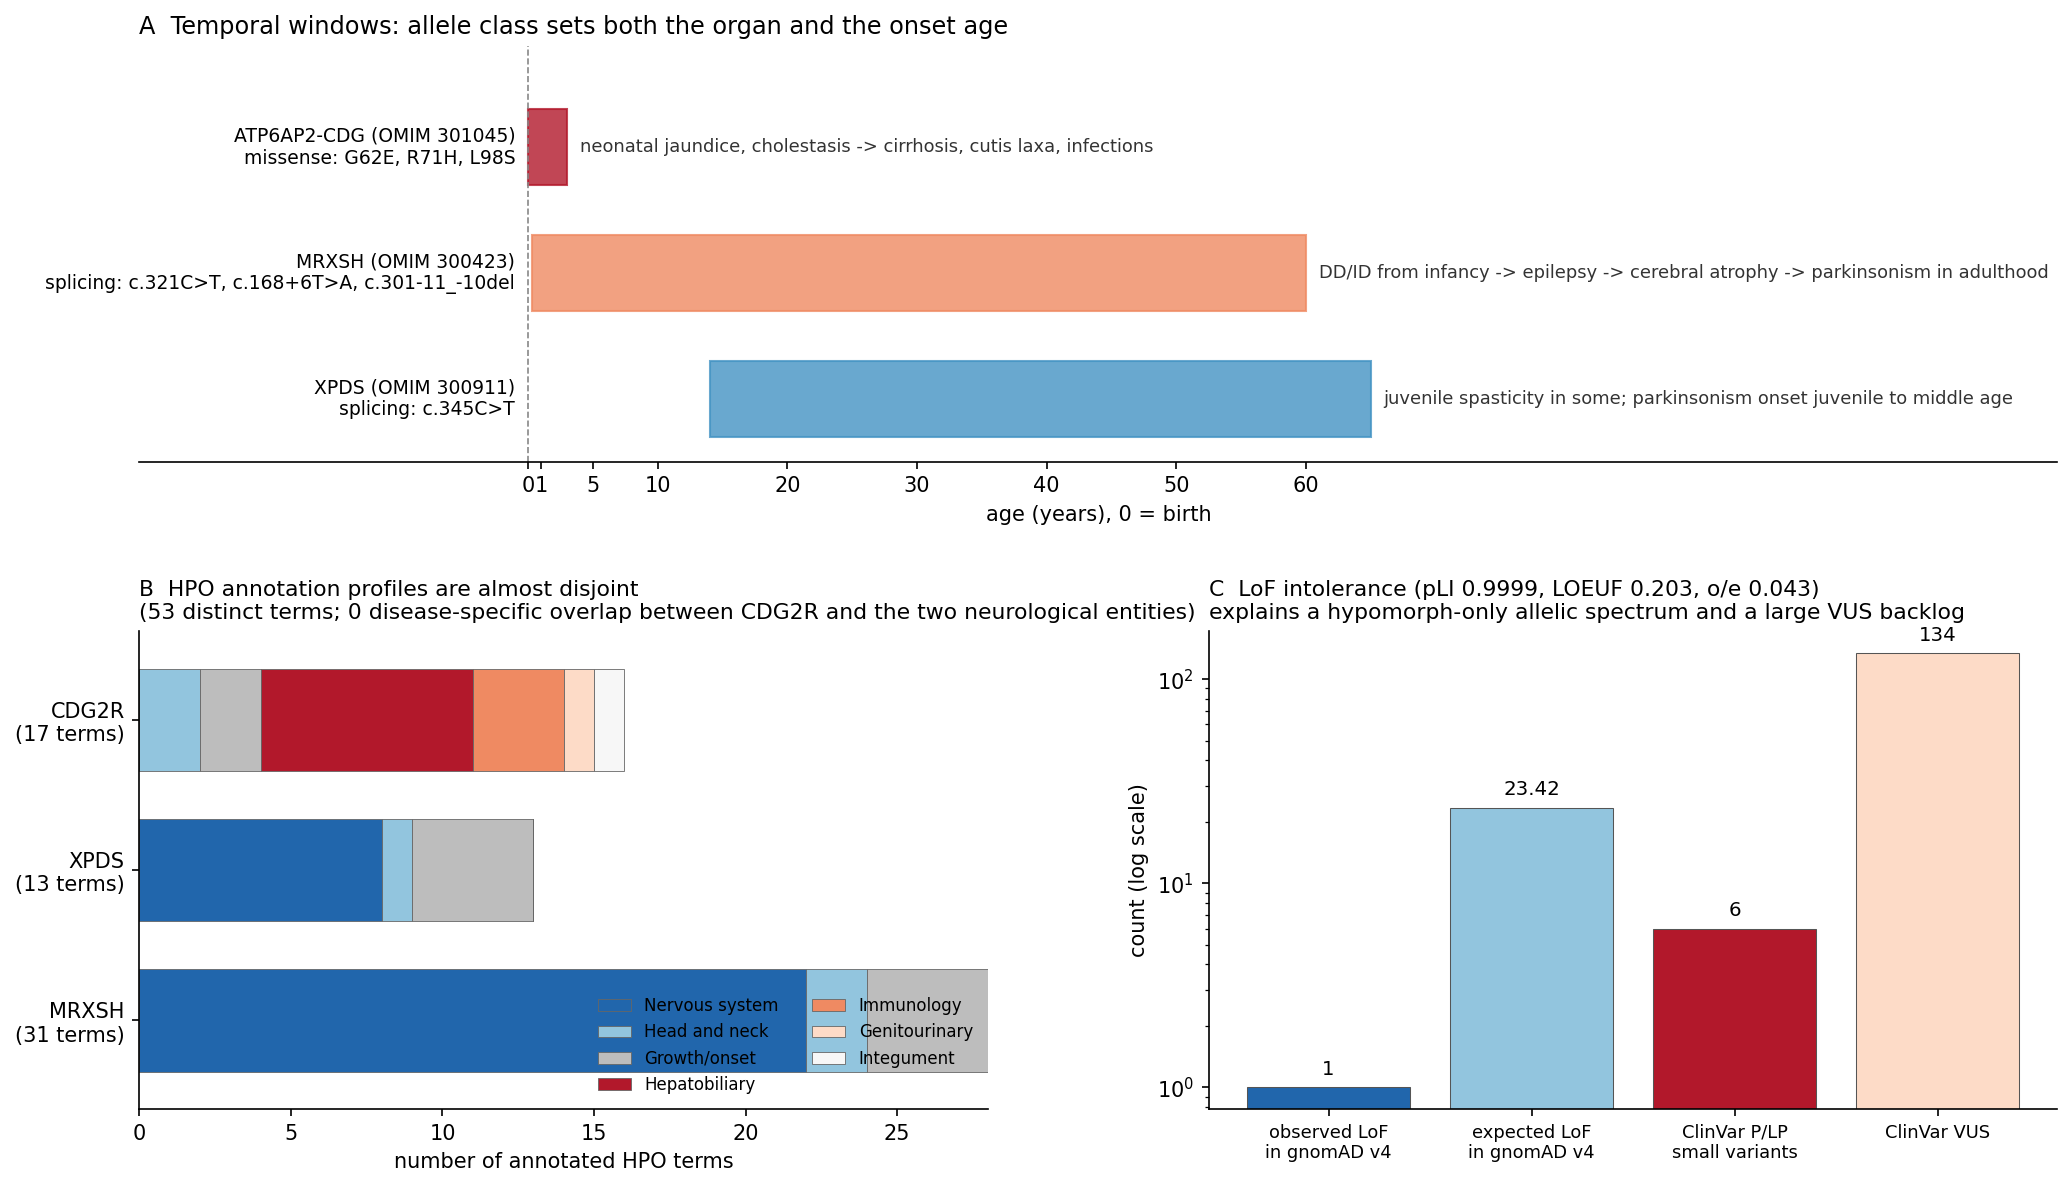 A  Temporal windows: allele class sets both the organ and the onset age
ATP6AP2-CDG (OMIM 301045)
missense: G62E, R71H, L98S
neonatal jaundice, cholestasis -> cirrhosis, cutis laxa, infections
MRXSH (OMIM 300423)
splicing: c.321C>T, c.168+6T>A, c.301-11_-10del
DD/ID from infancy -> epilepsy -> cerebral atrophy -> parkinsonism in adulthood
XPDS (OMIM 300911)
splicing: c.345C>T
juvenile spasticity in some; parkinsonism onset juvenile to middle age
0 1 5 10 20 30 40 50 60
age (years), 0 = birth
B  HPO annotation profiles are almost disjoint
(53 distinct terms; 0 disease-specific overlap between CDG2R and the two neurological entities)
CDG2R
(17 terms)
XPDS
(13 terms)
MRXSH
(31 terms)
Nervous system
Head and neck
Growth/onset
Hepatobiliary
Immunology
Genitourinary
Integument
0 5 10 15 20 25
number of annotated HPO terms
C  LoF intolerance (pLI 0.9999, LOEUF 0.203, o/e 0.043)
explains a hypomorph-only allelic spectrum and a large VUS backlog
count (log scale)
10²
10¹
10⁰
1
23.42
6
134
observed LoF
in gnomAD v4
expected LoF
in gnomAD v4
ClinVar P/LP
small variants
ClinVar VUS